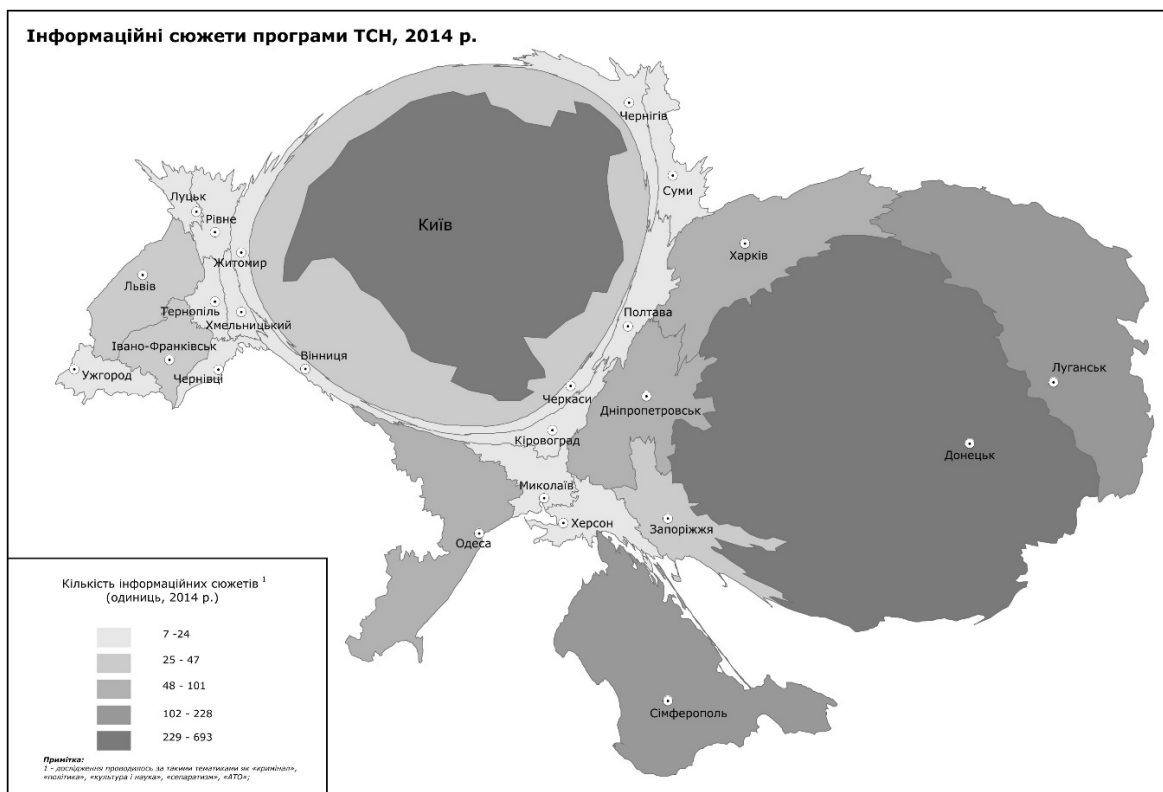 Інформаційні сюжети програми ТСН, 2014 р.
Чернігів
Суми
Луцьк
Рівне
Київ
Житомир
Харків
Львів
Тернопіль
Хмельницький
Полтава
Івано-Франківськ
Вінниця
Ужгород
Чернівці
Луганськ
Черкаси
Дніпропетровськ
Кіровоград
Донецьк
Миколаїв
Херсон
Запоріжжя
Одеса
Сімферополь
Кількість інформаційних сюжетів 1
(одиниць, 2014 р.)
7 -24
25 - 47
48 - 101
102 - 228
229 - 693
Примітка:
1 - дослідження проводилось за такими тематиками як «кримінал»,
«політика», «культура і наука», «сепаратизм», «АТО»;